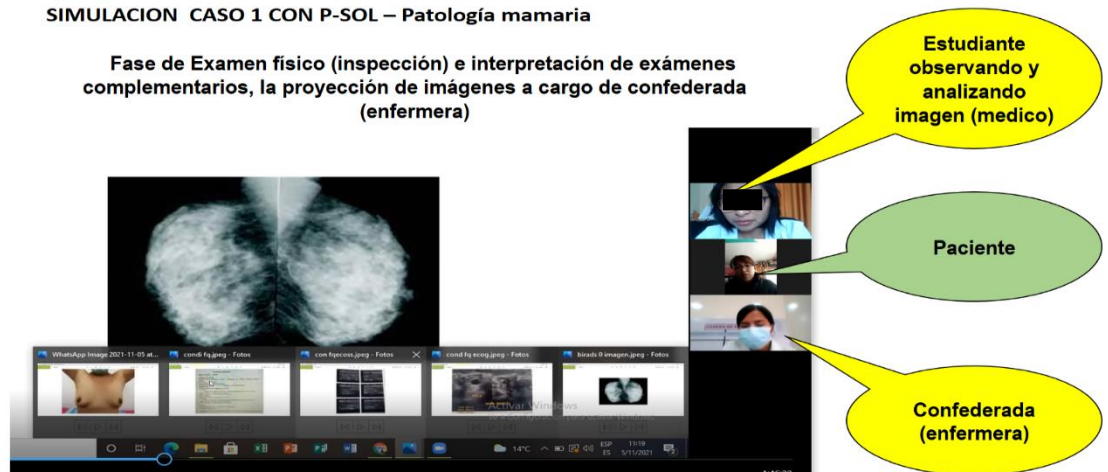 SIMULACION CASO 1 CON P-SOL – Patología mamaria
Fase de Examen físico (inspección) e interpretación de exámenes
complementarios, la proyección de imágenes a cargo de confederada
(enfermera)
Estudiante
observando y
analizando
imagen (medico)
Paciente
Confederada
(enfermera)
WhatsApp Image 2021-11-05 at...
condi fq.jpeg - Fotos
con fqecoss.jpeg - Fotos
cond fq ecog.jpeg - Fotos
birads 0 imagen.jpeg - Fotos
Activar Windows
14°C
ESP
ES
11:19
5/11/2021